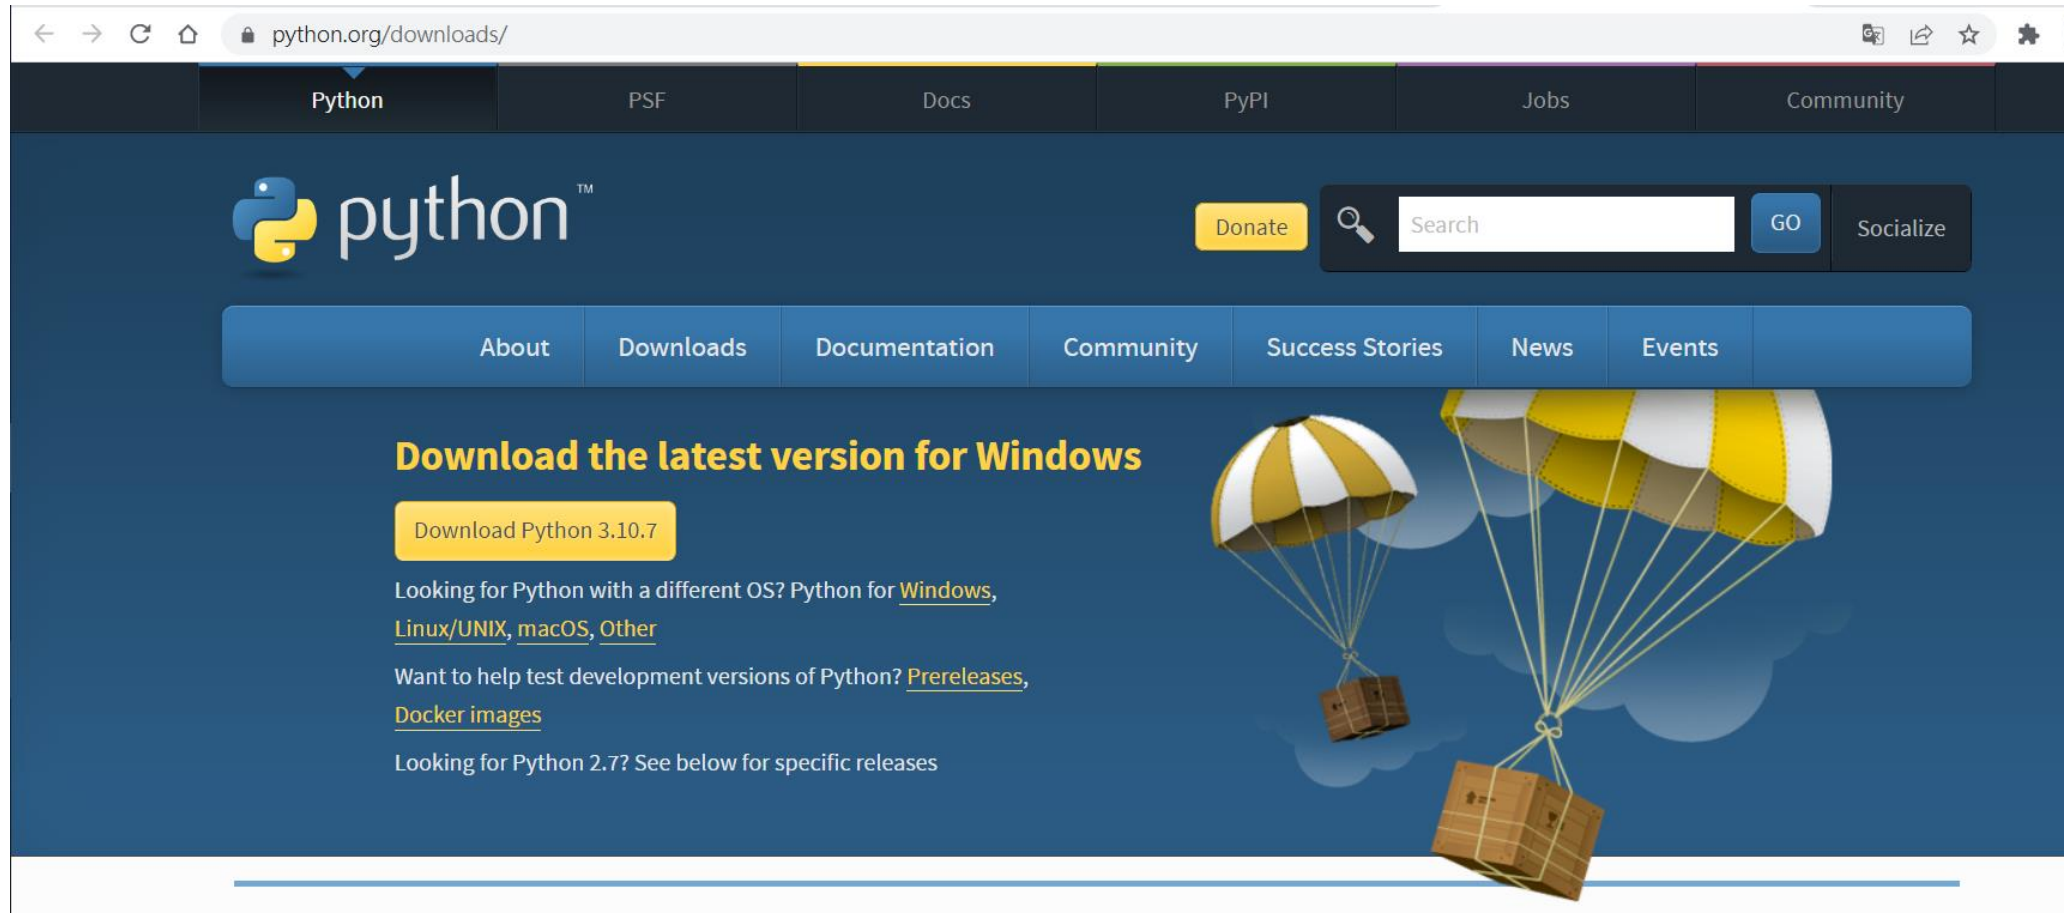 python.org/downloads/
Python PSF Docs PyPI Jobs Community
python™
Donate Search GO Socialize
About Downloads Documentation Community Success Stories News Events
Download the latest version for Windows
Download Python 3.10.7
Looking for Python with a different OS? Python for Windows,
Linux/UNIX, macOS, Other
Want to help test development versions of Python? Prereleases,
Docker images
Looking for Python 2.7? See below for specific releases